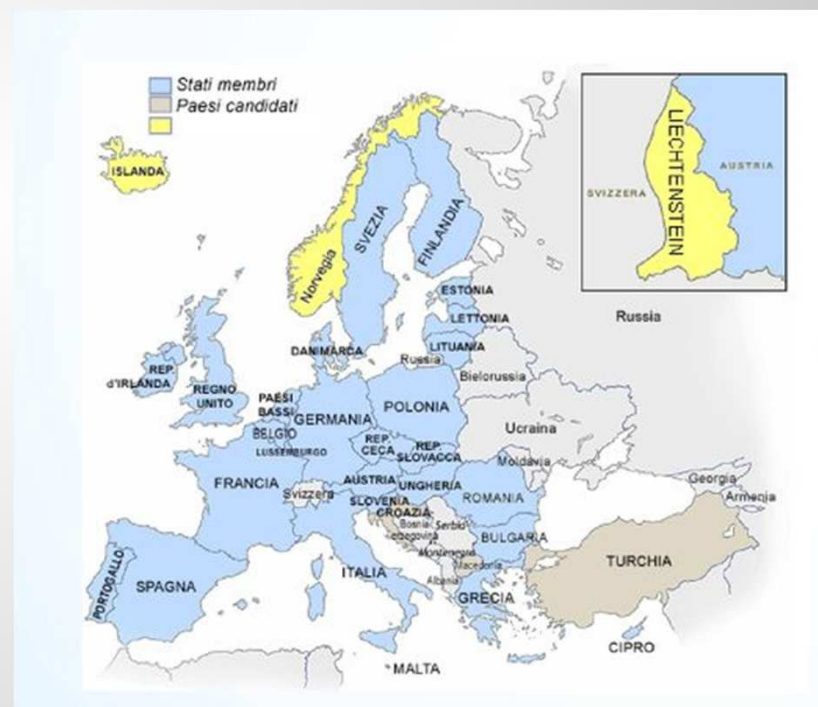 Stati membri
Paesi candidati
ISLANDA
LIECHTENSTEIN
AUSTRIA
SVIZZERA
SVEZIA
FINLANDIA
Norvegia
ESTONIA
Russia
LETTONIA
DANIMARCA
LITUANIA
Russia
REP.
d'IRLANDA
REGNO
UNITO
Bielorussia
PAESI
BASSI
GERMANIA
POLONIA
BELGIO
Ucraina
LUSSEMBURGO
REP.
CECA
REP.
SLOVACCA
Moldavia
FRANCIA
Svizzera
AUSTRIA
UNGHERIA
Georgia
SLOVENIA
ROMANIA
Armenia
CROAZIA
Bosnia
Erzegovina
Serbia
BULGARIA
Montenegro
Macedonia
TURCHIA
PORTOGALLO
SPAGNA
ITALIA
Albania
GRECIA
CIPRO
MALTA